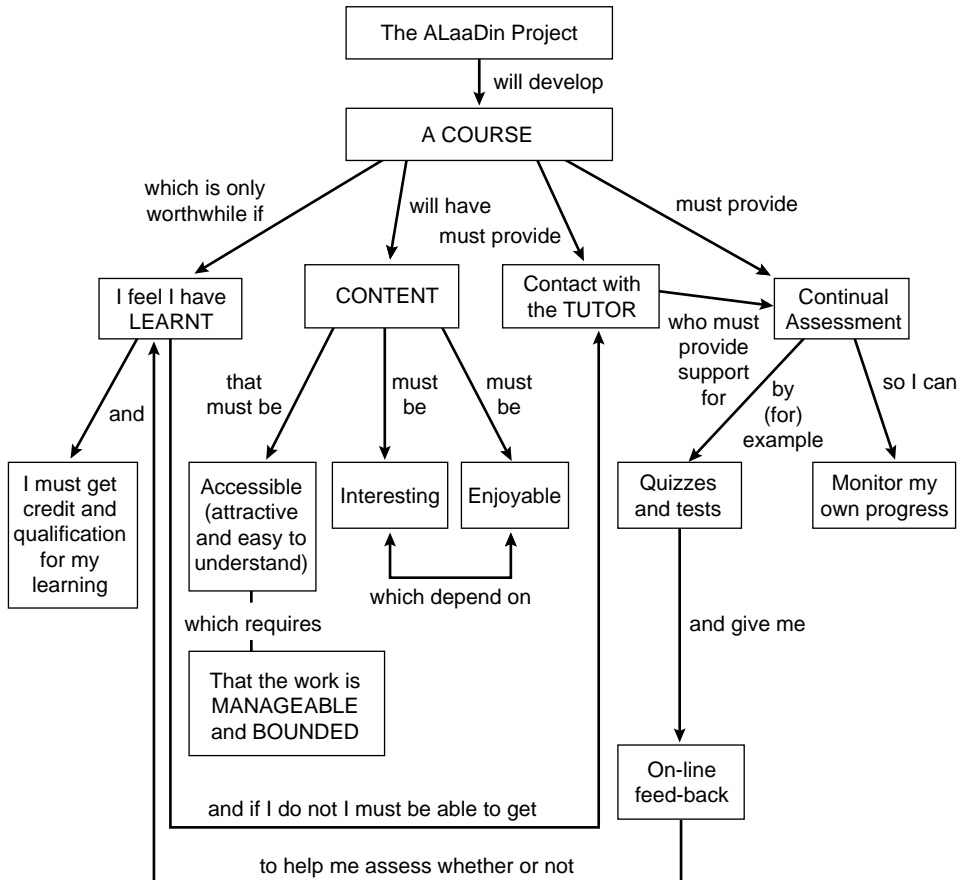 The ALaaDin Project
will develop
A COURSE
which is only
worthwhile if
will have
must provide
must provide
I feel I have
LEARNT
CONTENT
Contact with
the TUTOR
Continual
Assessment
and
that
must be
must
be
must
be
who must
provide
support
for
by
(for)
example
so I can
I must get
credit and
qualification
for my
learning
Accessible
(attractive
and easy to
understand)
Interesting
Enjoyable
Quizzes
and tests
Monitor my
own progress
which depend on
which requires
and give me
That the work is
MANAGEABLE
and BOUNDED
On-line
feed-back
and if I do not I must be able to get
to help me assess whether or not